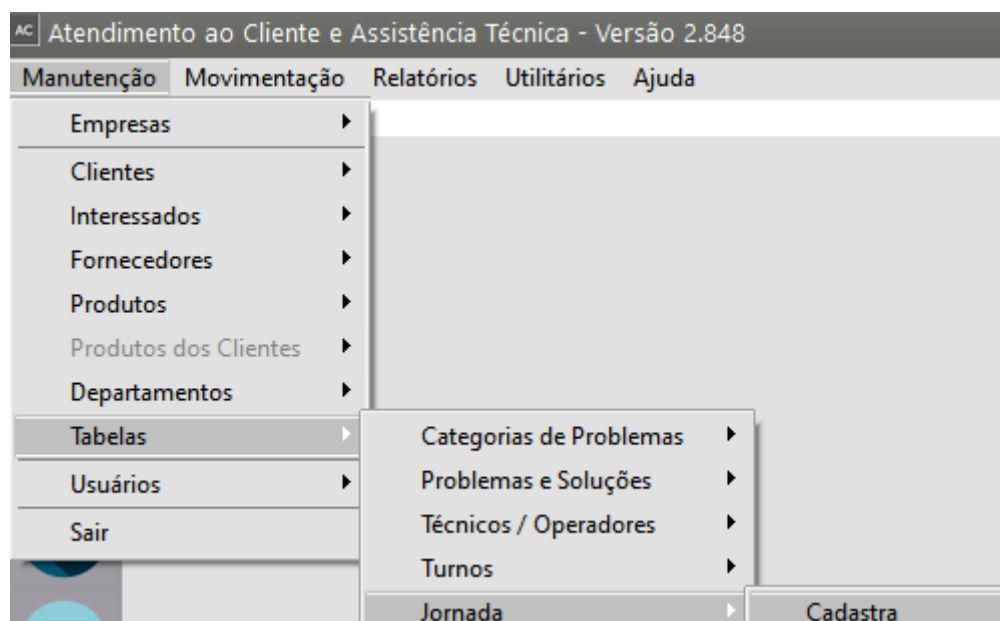 AC Atendimento ao Cliente e Assistência Técnica - Versão 2.848
Manutenção Movimentação Relatórios Utilitários Ajuda
Empresas
Clientes
Interessados
Fornecedores
Produtos
Produtos dos Clientes
Departamentos
Tabelas
Usuários
Sair
Categorias de Problemas
Problemas e Soluções
Técnicos / Operadores
Turnos
Jornada
Cadastra